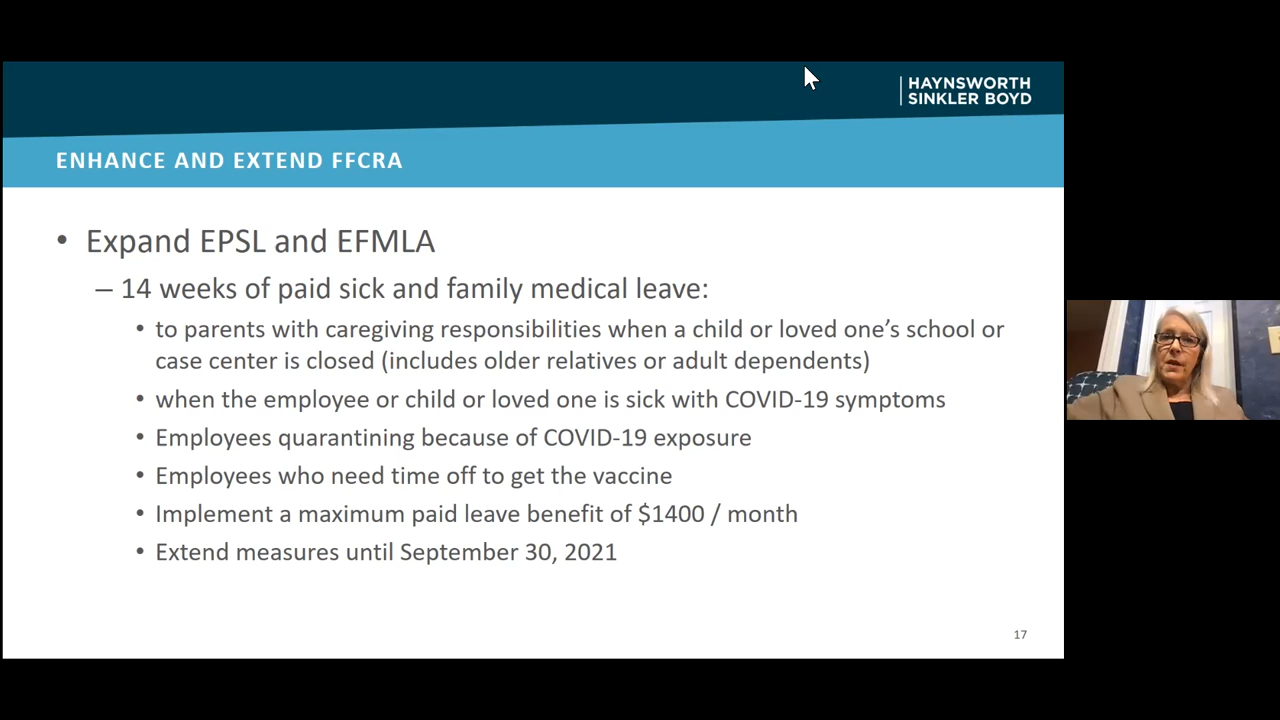 HAYNSWORTH
SINKLER BOYD
ENHANCE AND EXTEND FFCRA
• Expand EPSL and EFMLA
– 14 weeks of paid sick and family medical leave:
• to parents with caregiving responsibilities when a child or loved one’s school or
case center is closed (includes older relatives or adult dependents)
• when the employee or child or loved one is sick with COVID-19 symptoms
• Employees quarantining because of COVID-19 exposure
• Employees who need time off to get the vaccine
• Implement a maximum paid leave benefit of $1400 / month
• Extend measures until September 30, 2021
17